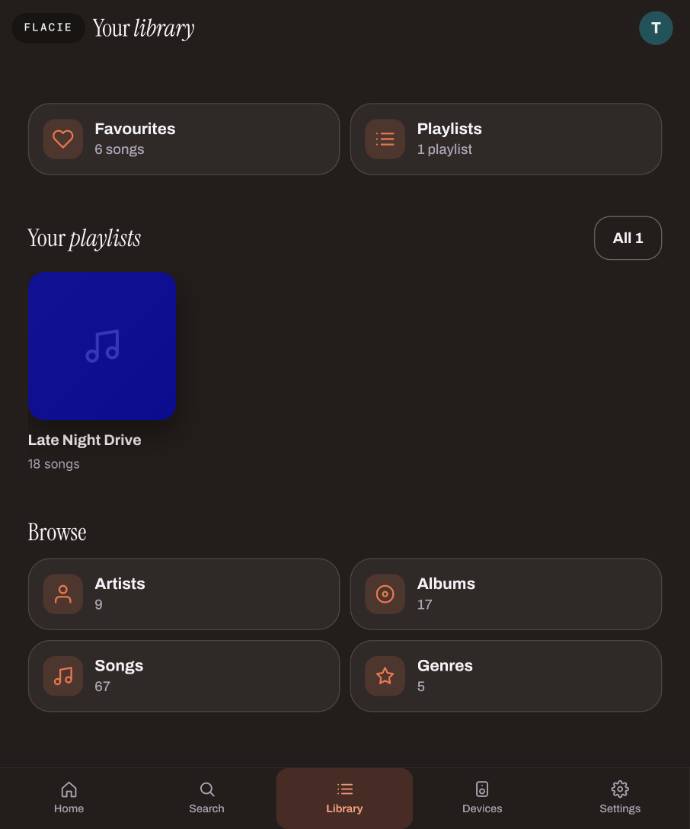 FLACIE Your library
T
Favourites
6 songs
Playlists
1 playlist
Your playlists
All 1
Late Night Drive
18 songs
Browse
Artists
9
Albums
17
Songs
67
Genres
5
Home
Search
Library
Devices
Settings